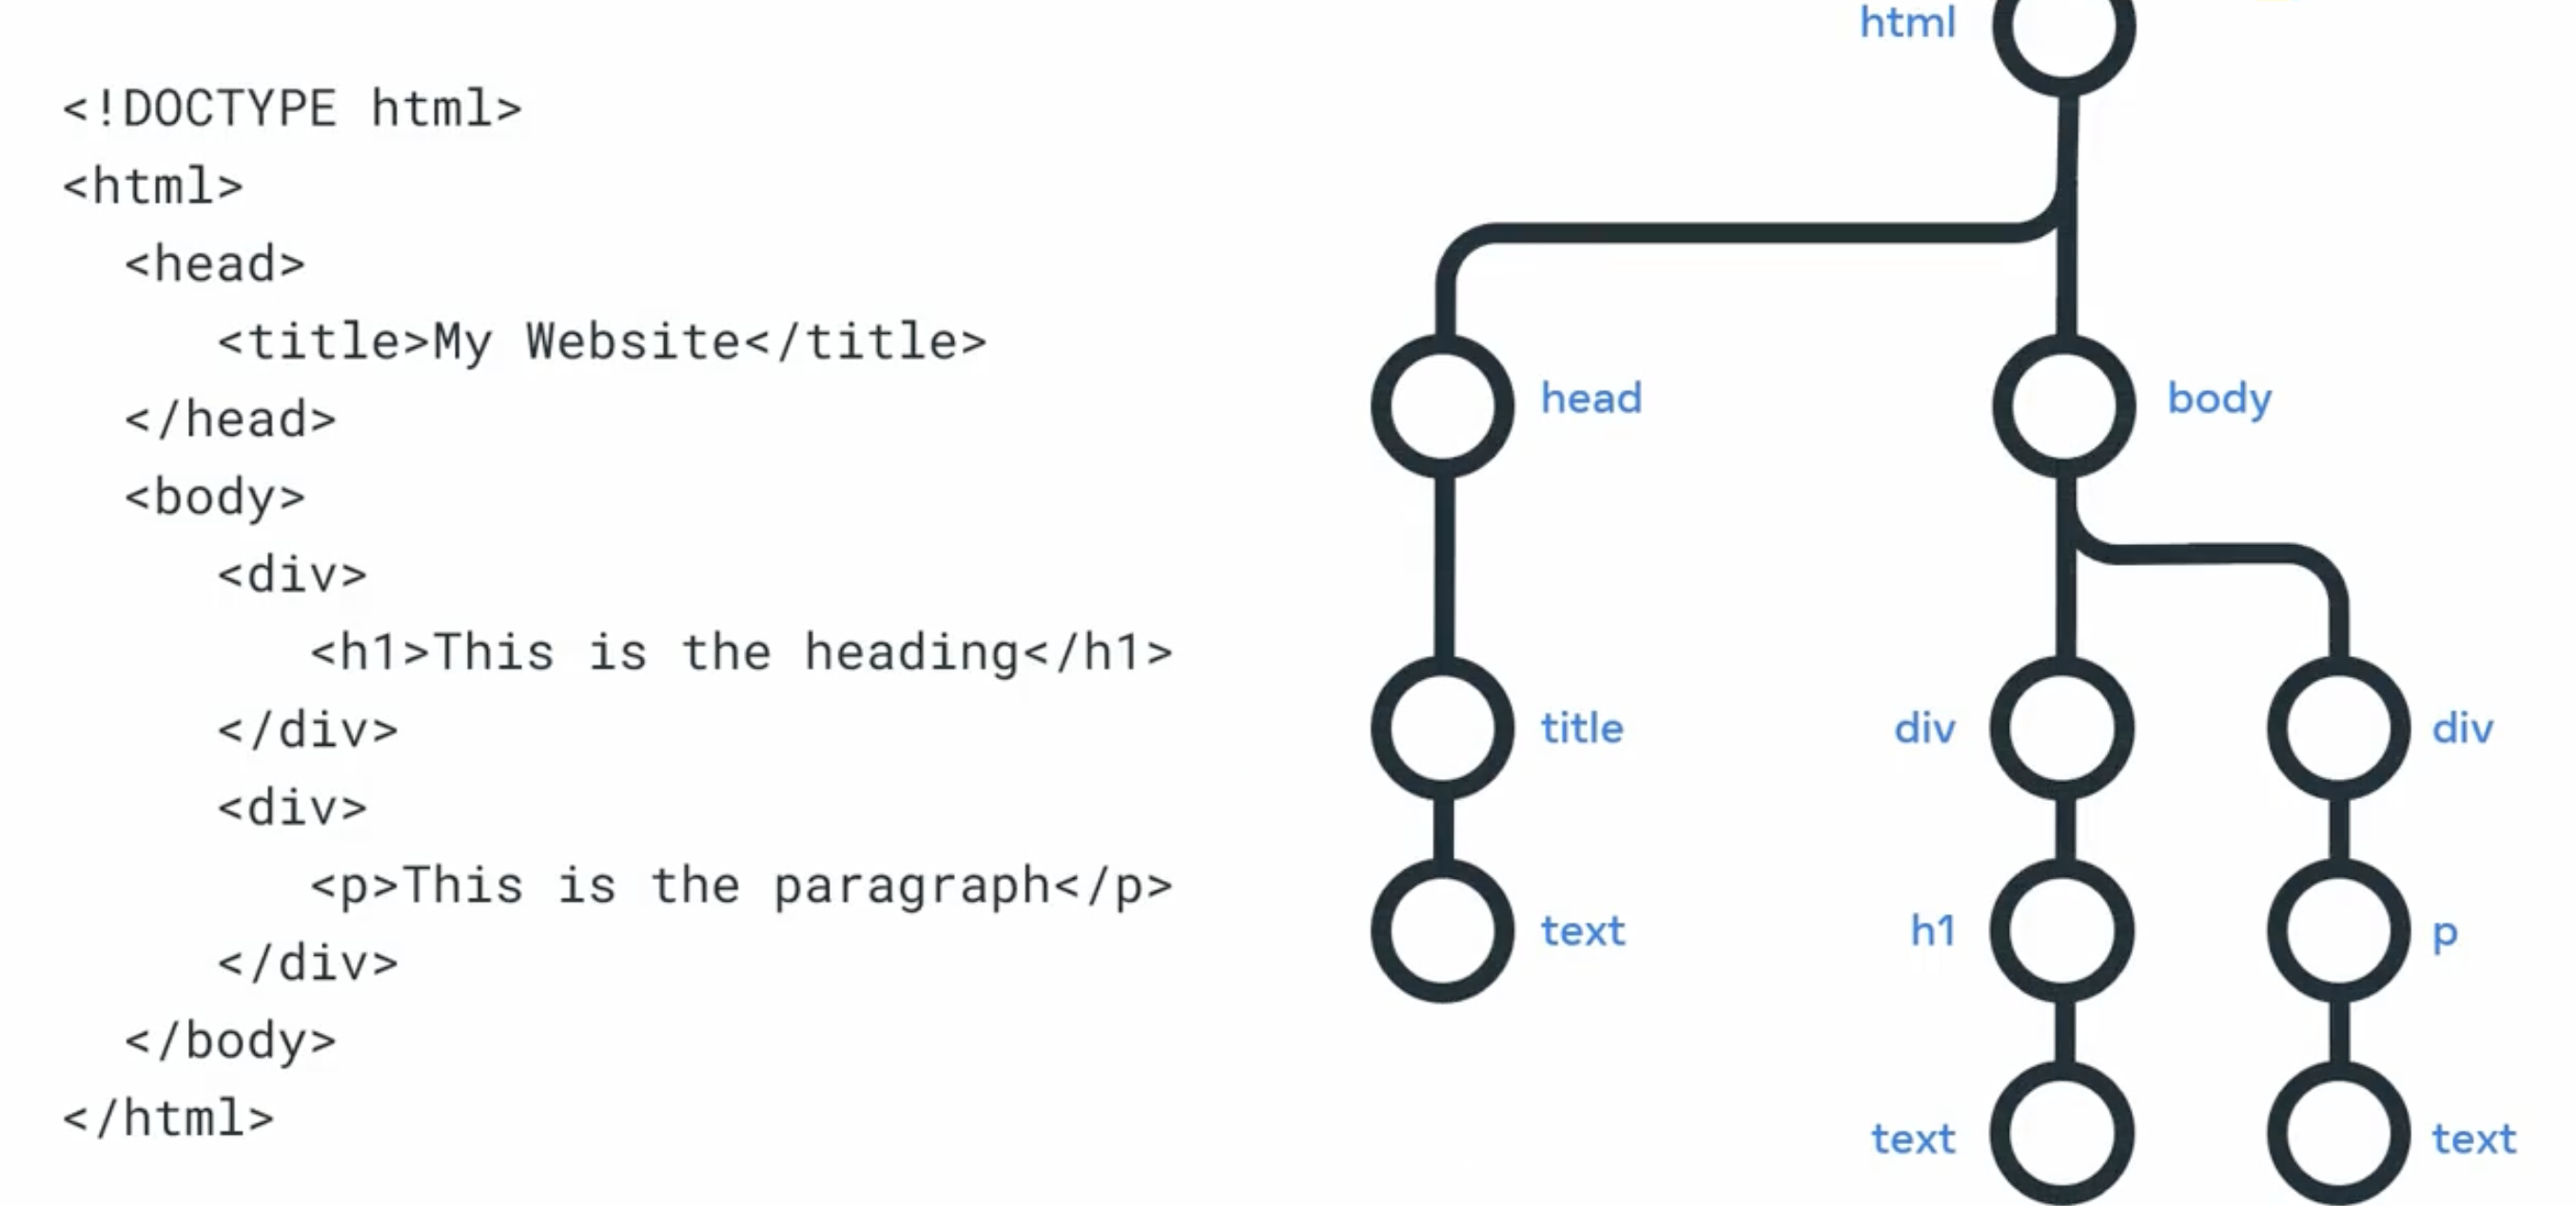 <!DOCTYPE html>
<html>
<head>
<title>My Website</title>
</head>
<body>
<div>
<h1>This is the heading</h1>
</div>
<div>
<p>This is the paragraph</p>
</div>
</body>
</html>
html
head
body
title
div
div
text
h1
p
text
text